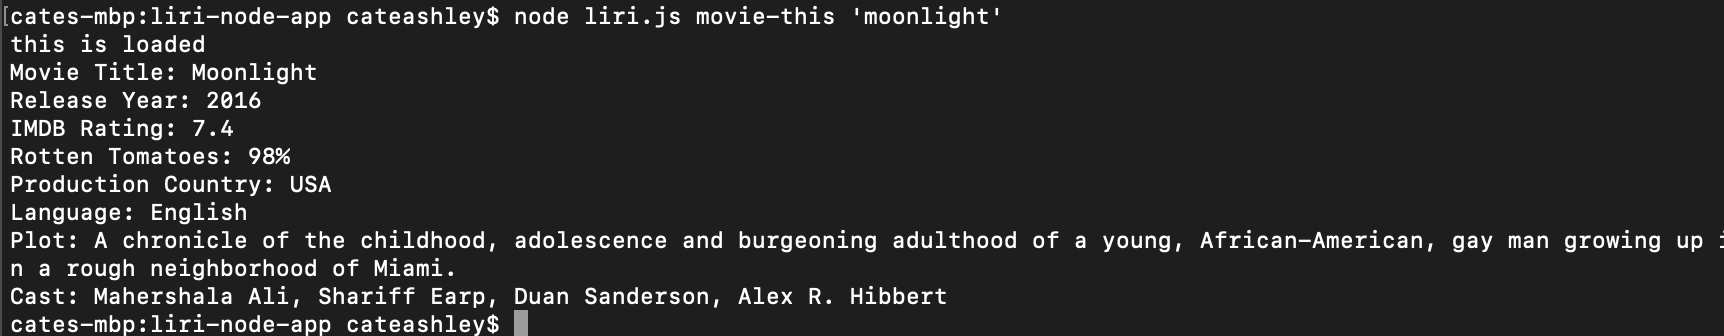 [cates-mbp:liri-node-app cateashley$ node liri.js movie-this 'moonlight'
this is loaded
Movie Title: Moonlight
Release Year: 2016
IMDB Rating: 7.4
Rotten Tomatoes: 98%
Production Country: USA
Language: English
Plot: A chronicle of the childhood, adolescence and burgeoning adulthood of a young, African-American, gay man growing up i
n a rough neighborhood of Miami.
Cast: Mahershala Ali, Shariff Earp, Duan Sanderson, Alex R. Hibbert
cates-mbp:liri-node-app cateashley$